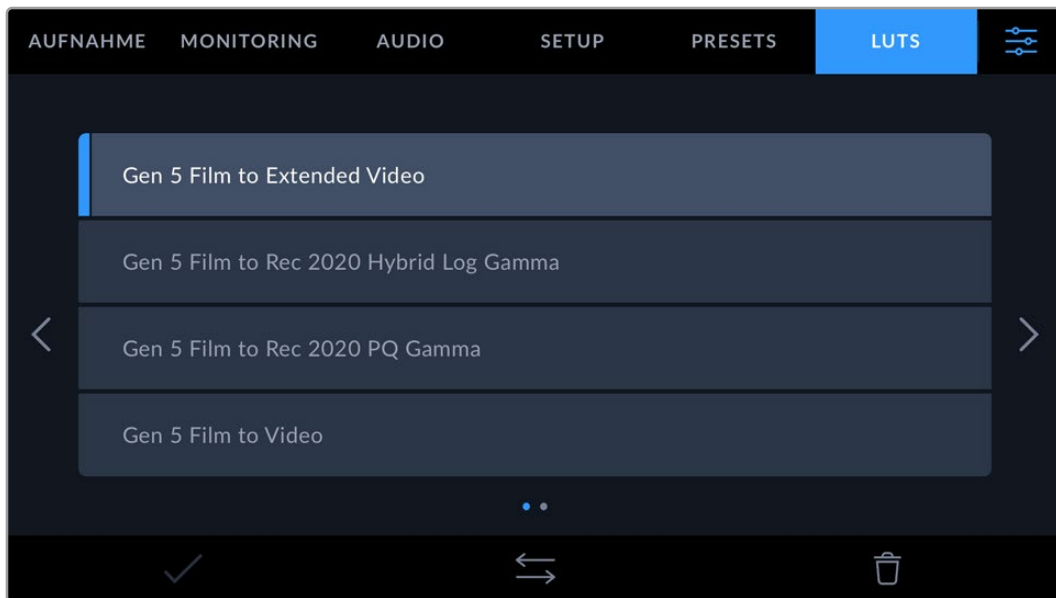 AUFNAHME MONITORING AUDIO SETUP PRESETS LUTS
Gen 5 Film to Extended Video
Gen 5 Film to Rec 2020 Hybrid Log Gamma
Gen 5 Film to Rec 2020 PQ Gamma
Gen 5 Film to Video